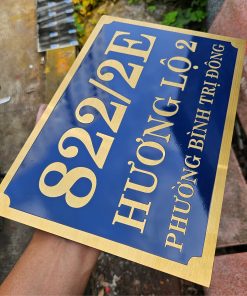 822/2E
HƯƠNG LỘ 2
PHƯỜNG BÌNH TRỊ ĐÔNG